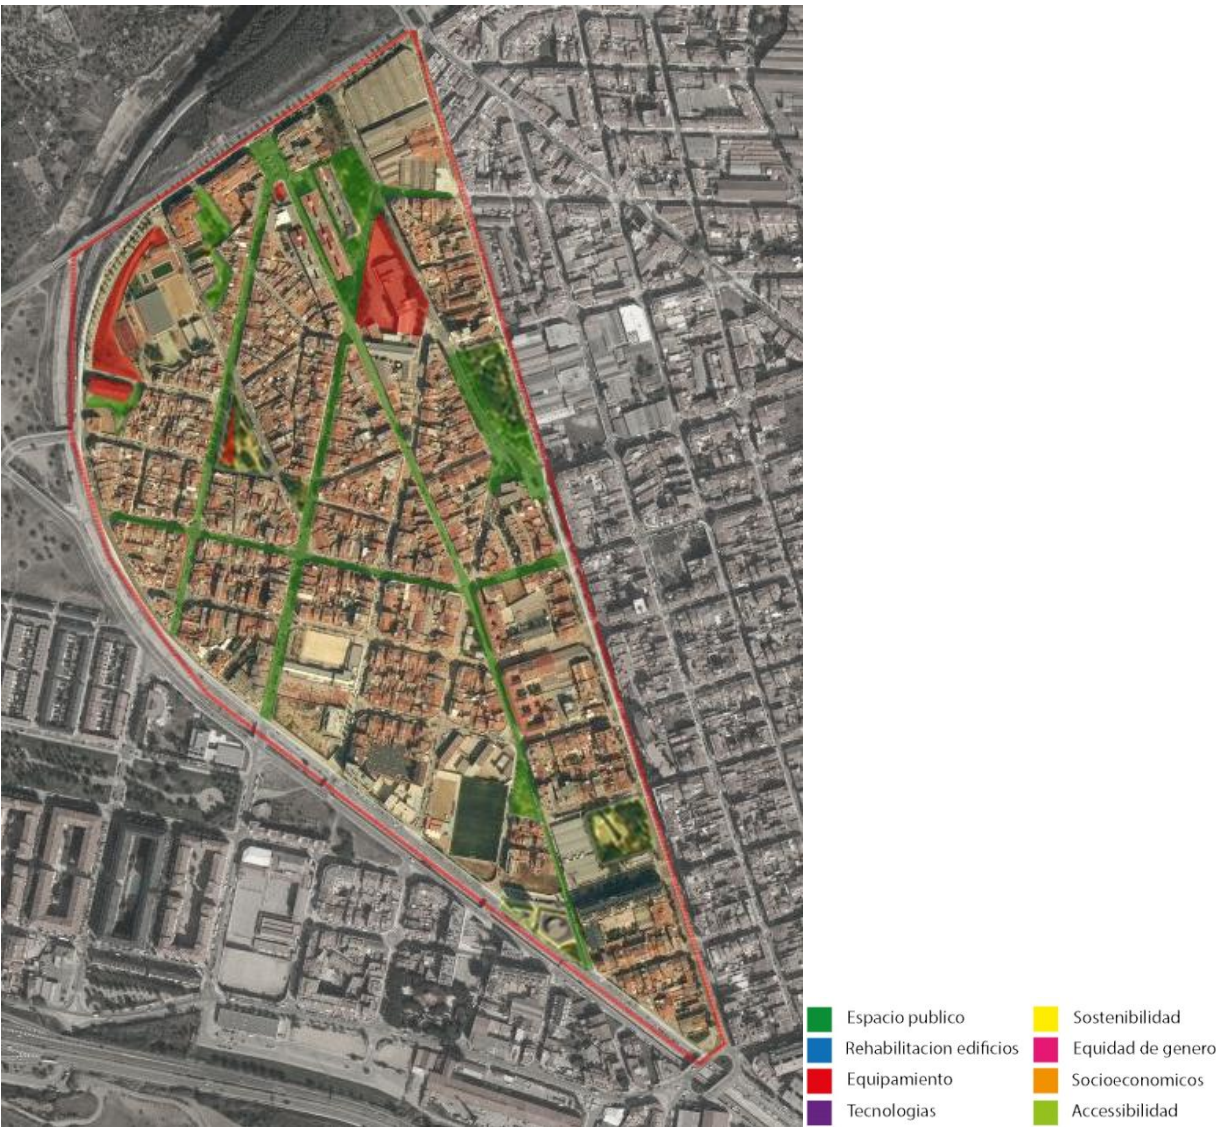 Espacio publico
Rehabilitacion edificios
Equipamiento
Tecnologias
Sostenibilidad
Equidad de genero
Socioeconomicos
Accessibilidad